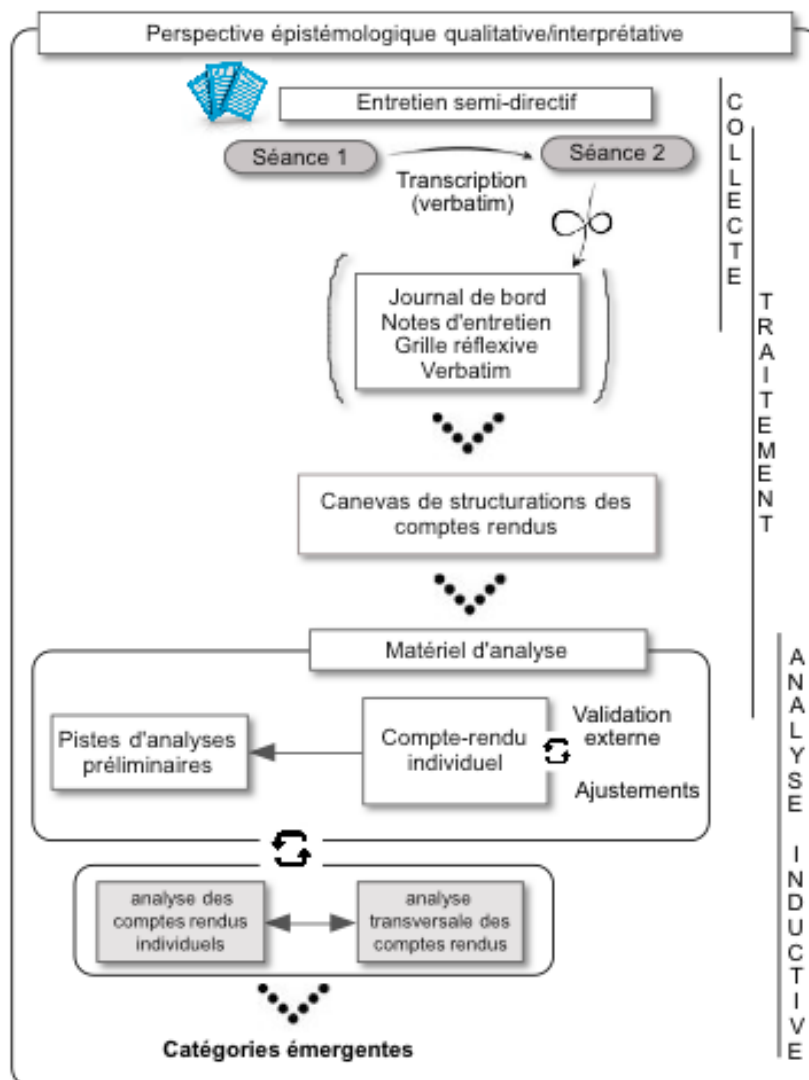 Perspective épistémologique qualitative/interprétative
Entretien semi-directif
Séance 1
Séance 2
Transcription
(verbatim)
COLLECTE
Journal de bord
Notes d'entretien
Grille réflexive
Verbatim
TRAITEMENT
Canevas de structurations des
comptes rendus
Matériel d'analyse
Pistes d'analyses
préliminaires
Compte-rendu
individuel
Validation
externe
Ajustements
ANALYSE INDUCTIVE
analyse des
comptes rendus
individuels
analyse
transversale des
comptes rendus
Catégories émergentes